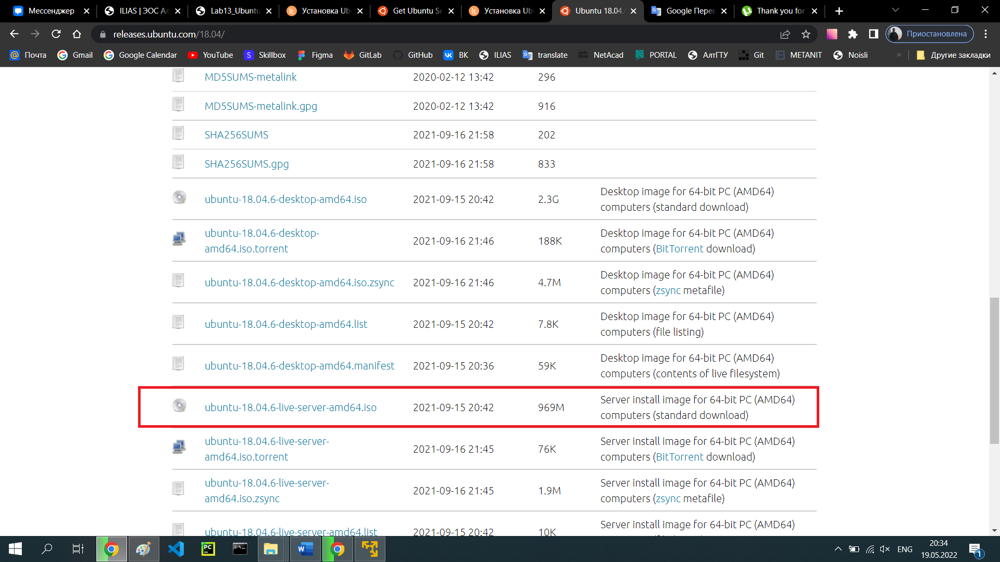 Мессенджер
ILIAS | ЭОС Ал
Lab13_Ubuntu
Установка Ub
Get Ubuntu Se
Установка Ub
Ubuntu 18.04.
Google Перев
Thank you for
releases.ubuntu.com/18.04/
Приостановлена
Почта
Gmail
Google Calendar
YouTube
Skillbox
Figma
GitLab
GitHub
ВК
ILIAS
translate
NetAcad
PORTAL
АлтГТУ
Git
METANIT
Noisli
»
Другие закладки
MD5SUMS-metalink 2020-02-12 13:42 296
MD5SUMS-metalink.gpg 2020-02-12 13:42 916
SHA256SUMS 2021-09-16 21:58 202
SHA256SUMS.gpg 2021-09-16 21:58 833
ubuntu-18.04.6-desktop-amd64.iso 2021-09-15 20:42 2.3G Desktop image for 64-bit PC (AMD64)
computers (standard download)
ubuntu-18.04.6-desktop-
amd64.iso.torrent 2021-09-16 21:46 188K Desktop image for 64-bit PC (AMD64)
computers (BitTorrent download)
ubuntu-18.04.6-desktop-amd64.iso.zsync 2021-09-16 21:46 4.7M Desktop image for 64-bit PC (AMD64)
computers (zsync metafile)
ubuntu-18.04.6-desktop-amd64.list 2021-09-15 20:42 7.8K Desktop image for 64-bit PC (AMD64)
computers (file listing)
ubuntu-18.04.6-desktop-amd64.manifest 2021-09-15 20:36 59K Desktop image for 64-bit PC (AMD64)
computers (contents of live filesystem)
ubuntu-18.04.6-live-server-amd64.iso 2021-09-15 20:42 969M Server install image for 64-bit PC (AMD64)
computers (standard download)
ubuntu-18.04.6-live-server-
amd64.iso.torrent 2021-09-16 21:45 76K Server install image for 64-bit PC (AMD64)
computers (BitTorrent download)
ubuntu-18.04.6-live-server-
amd64.iso.zsync 2021-09-16 21:45 1.9M Server install image for 64-bit PC (AMD64)
computers (zsync metafile)
ubuntu-18.04.6-live-server-amd64.list 2021-09-15 20:42 10K Server install image for 64-bit PC (AMD64)
ENG
20:34
19.05.2022
1